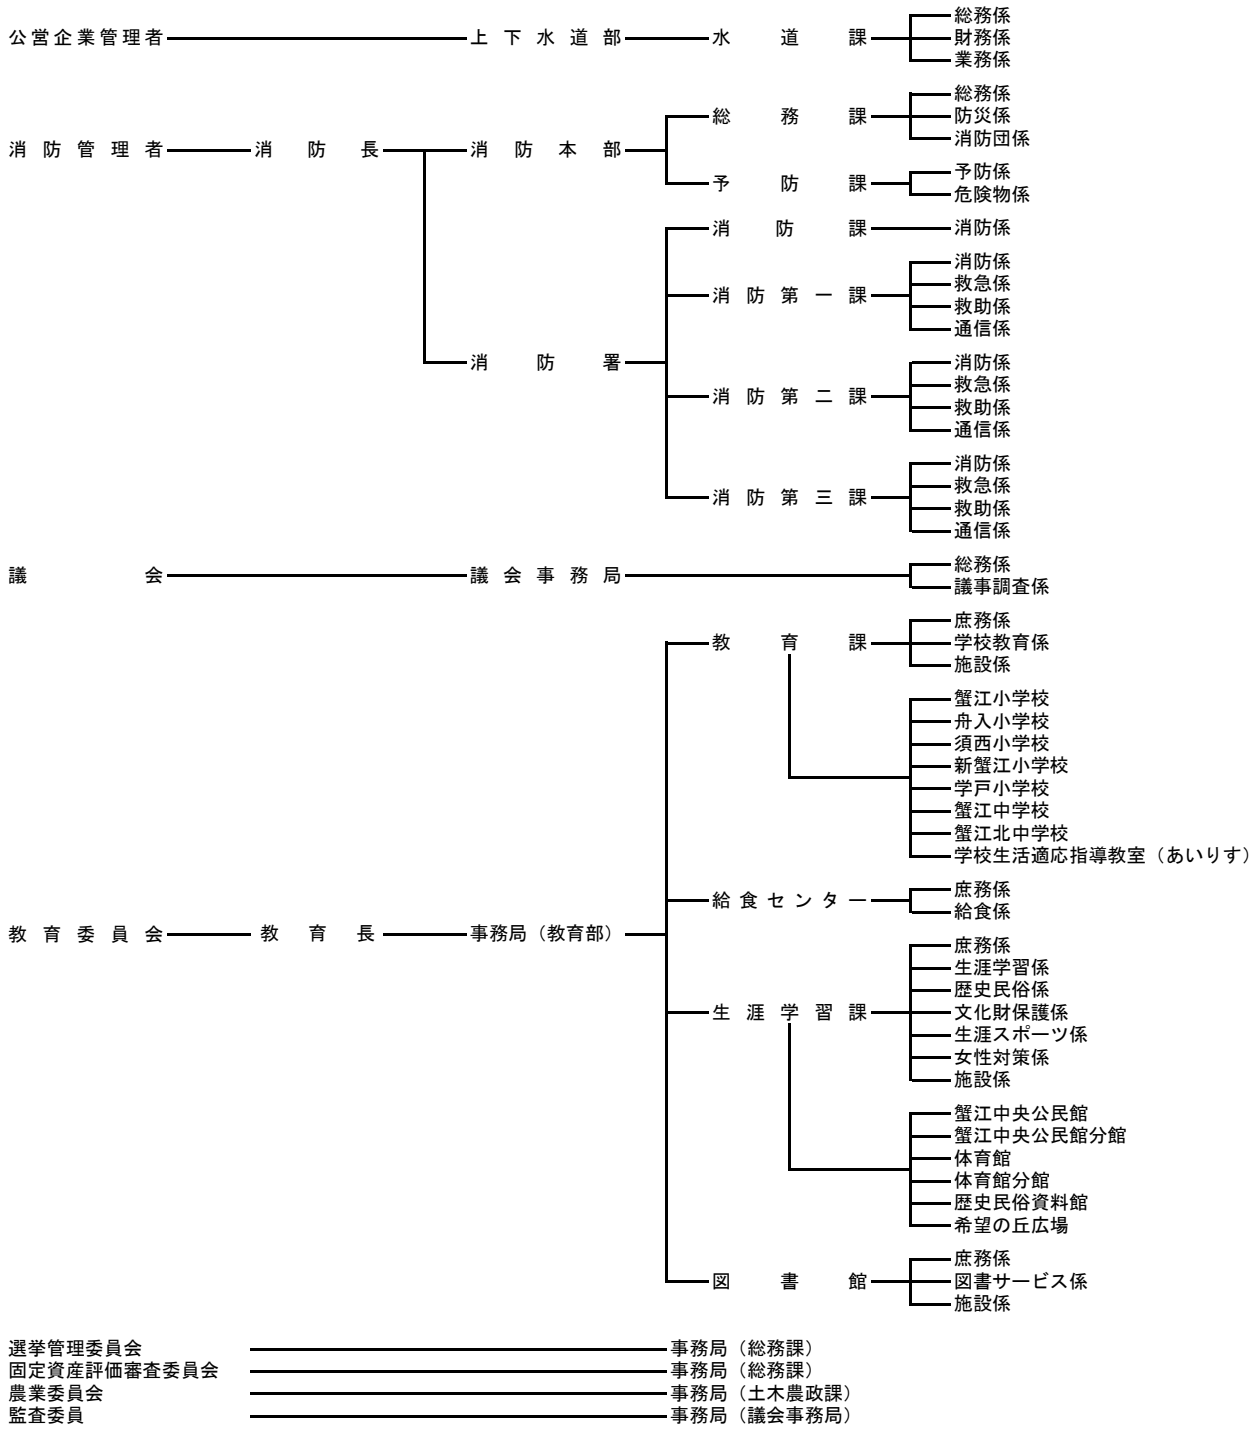 総務係
公営企業管理者 上下水道部 水道課 財務係
業務係
総務係
総務課 防災係
消防団係
消防管理者 消防長 消防本部
予防係
予防課
危険物係
消防課 消防係
消防係
救急係
消防第一課
救助係
通信係
消防署
消防係
救急係
消防第二課
救助係
通信係
消防係
救急係
消防第三課
救助係
通信係
総務係
議会 議会事務局
議事調査係
庶務係
教育課 学校教育係
施設係
蟹江小学校
舟入小学校
須西小学校
新蟹江小学校
学戸小学校
蟹江中学校
蟹江北中学校
学校生活適応指導教室（あいりす）
庶務係
給食センター
給食係
教育委員会 教育長 事務局（教育部）
庶務係
生涯学習係
歴史民俗係
生涯学習課 文化財保護係
生涯スポーツ係
女性対策係
施設係
蟹江中央公民館
蟹江中央公民館分館
体育館
体育館分館
歴史民俗資料館
希望の丘広場
庶務係
図書館 図書サービス係
施設係
選挙管理委員会 事務局（総務課）
固定資産評価審査委員会 事務局（総務課）
農業委員会 事務局（土木農政課）
監査委員 事務局（議会事務局）